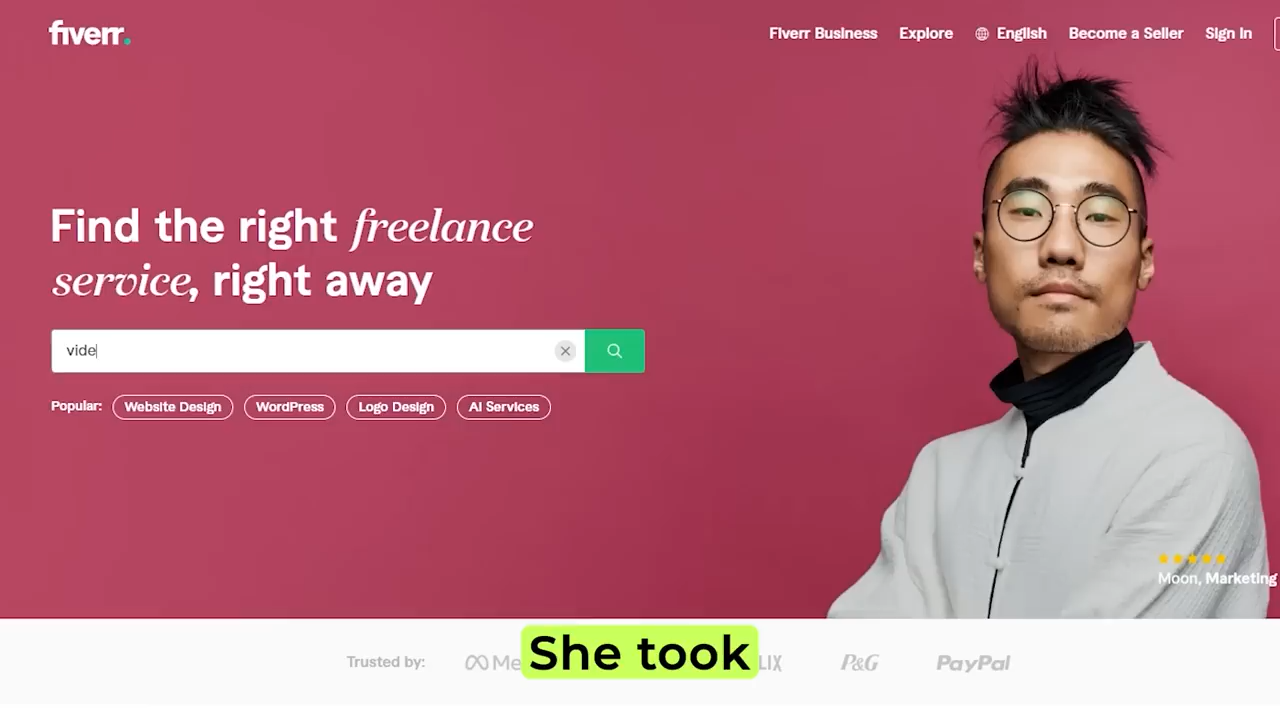 fiverr.
Fiverr Business Explore English Become a Seller Sign in
Find the right freelance
service, right away
vide
Popular: Website Design WordPress Logo Design AI Services
Moon, Marketing
Trusted by: P&G PayPal
She took